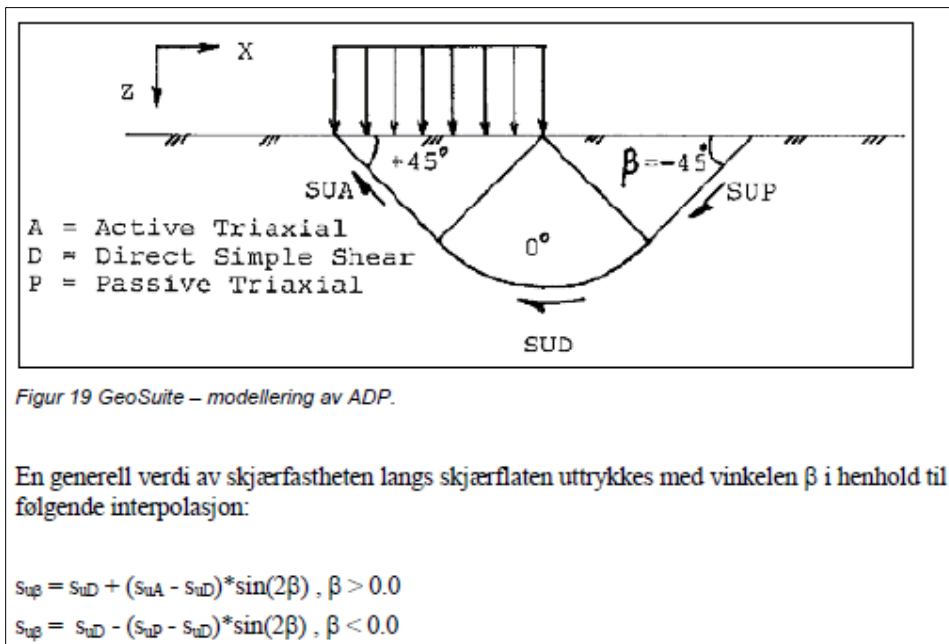 X
Z
+45°
β=-45°
SUA
SUP
A = Active Triaxial
D = Direct Simple Shear
P = Passive Triaxial
0°
SUD
Figur 19 GeoSuite – modellering av ADP.
En generell verdi av skjærfastheten langs skjærflaten uttrykkes med vinkelen β i henhold til
følgende interpolasjon:
suβ = suD + (suA - suD)*sin(2β) , β > 0.0
suβ = suD - (suP - suD)*sin(2β) , β < 0.0